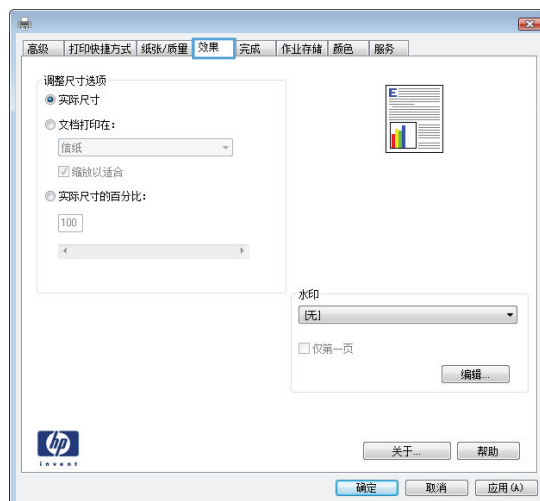 高级 打印快捷方式 纸张/质量 效果 完成 作业存储 颜色 服务
调整尺寸选项
实际尺寸
文档打印在:
信纸
缩放以适合
实际尺寸的百分比:
100
E
水印
[无]
仅第一页
编辑...
hp
invent
关于... 帮助
确定 取消 应用(A)